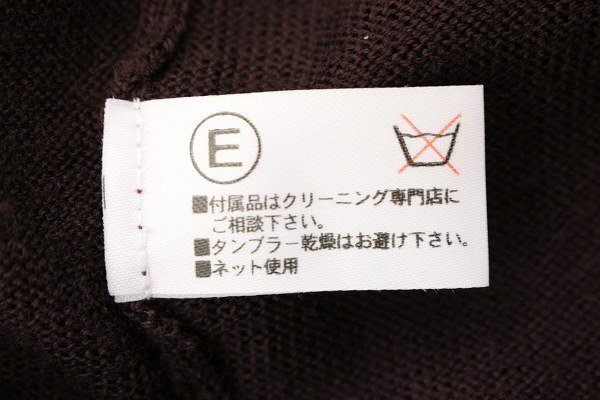 E
■付属品はクリーニング専門店に
ご相談下さい。
■タンブラー乾燥はお避け下さい。
■ネット使用